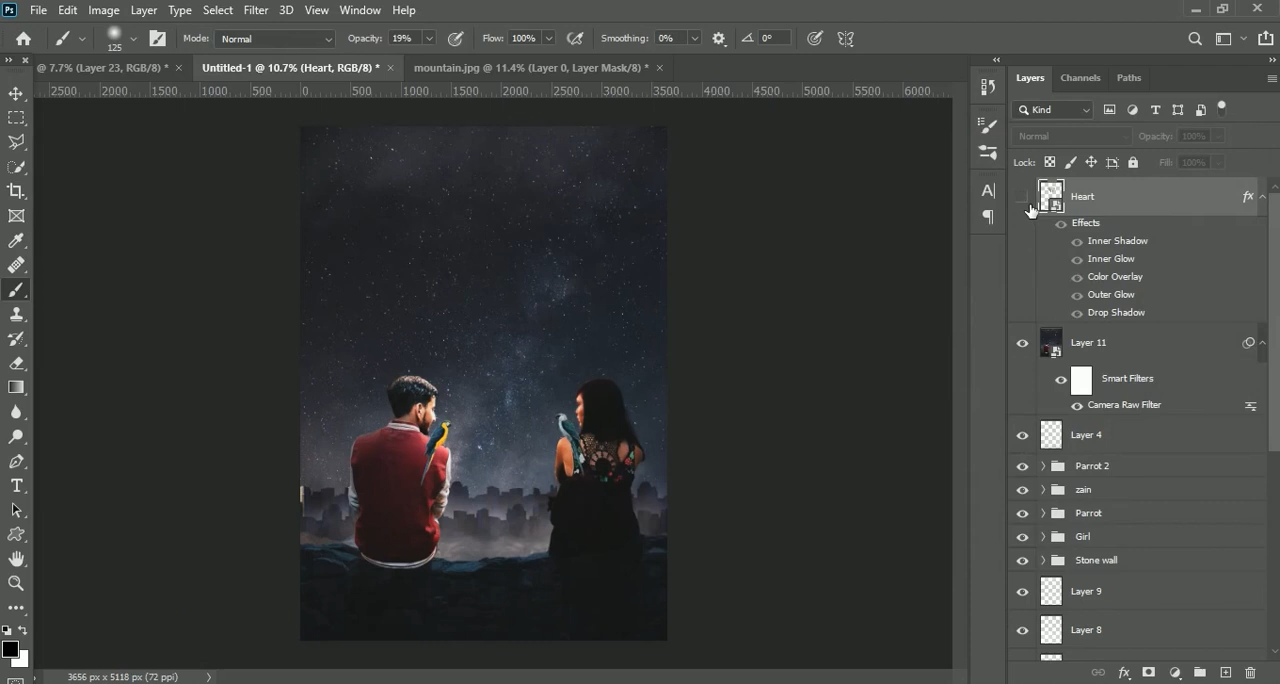 Ps File Edit Image Layer Type Select Filter 3D View Window Help
125 Mode: Normal Opacity: 19% Flow: 100% Smoothing: 0% 0°
@ 7.7% (Layer 23, RGB/8) * × Untitled-1 @ 10.7% (Heart, RGB/8) * × mountain.jpg @ 11.4% (Layer 0, Layer Mask/8) * ×
2500 2000 1500 1000 500 0 500 1000 1500 2000 2500 3000 3500 4000 4500 5000 5500 6000
Layers Channels Paths
Kind
Normal Opacity: 100%
Lock: Fill: 100%
Heart fx
Effects
Inner Shadow
Inner Glow
Color Overlay
Outer Glow
Drop Shadow
Layer 11
Smart Filters
Camera Raw Filter
Layer 4
Parrot 2
zain
Parrot
Girl
Stone wall
Layer 9
Layer 8
3656 px x 5118 px (72 ppi)